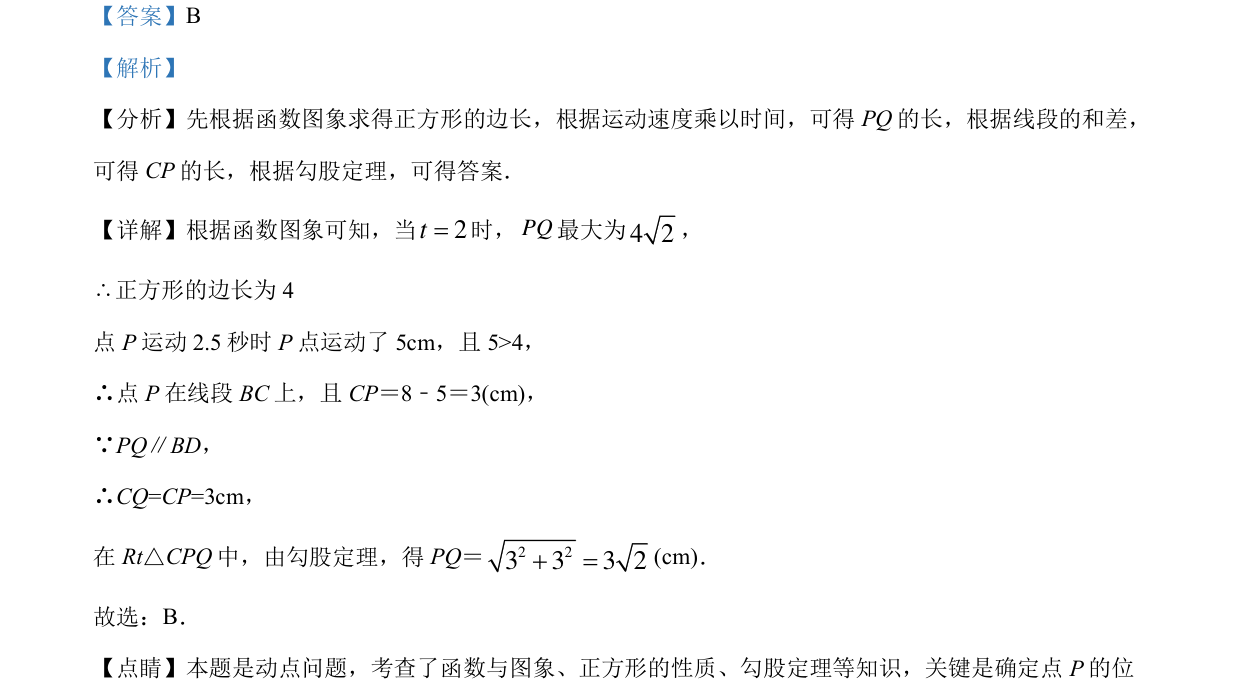 【答案】B
【解析】
【分析】先根据函数图象求得正方形的边长，根据运动速度乘以时间，可得 PQ 的长，根据线段的和差，
可得 CP 的长，根据勾股定理，可得答案．
【详解】根据函数图象可知，当 t = 2 时， PQ 最大为 4√2 ，
∴正方形的边长为 4
点 P 运动 2.5 秒时 P 点运动了 5cm，且 5>4，
∴点 P 在线段 BC 上，且 CP＝8﹣5＝3(cm)，
∵PQ∥BD，
∴CQ=CP=3cm，
在 Rt△CPQ 中，由勾股定理，得 PQ＝ √(3² + 3²) = 3√2 (cm)．
故选：B．
【点睛】本题是动点问题，考查了函数与图象、正方形的性质、勾股定理等知识，关键是确定点 P 的位